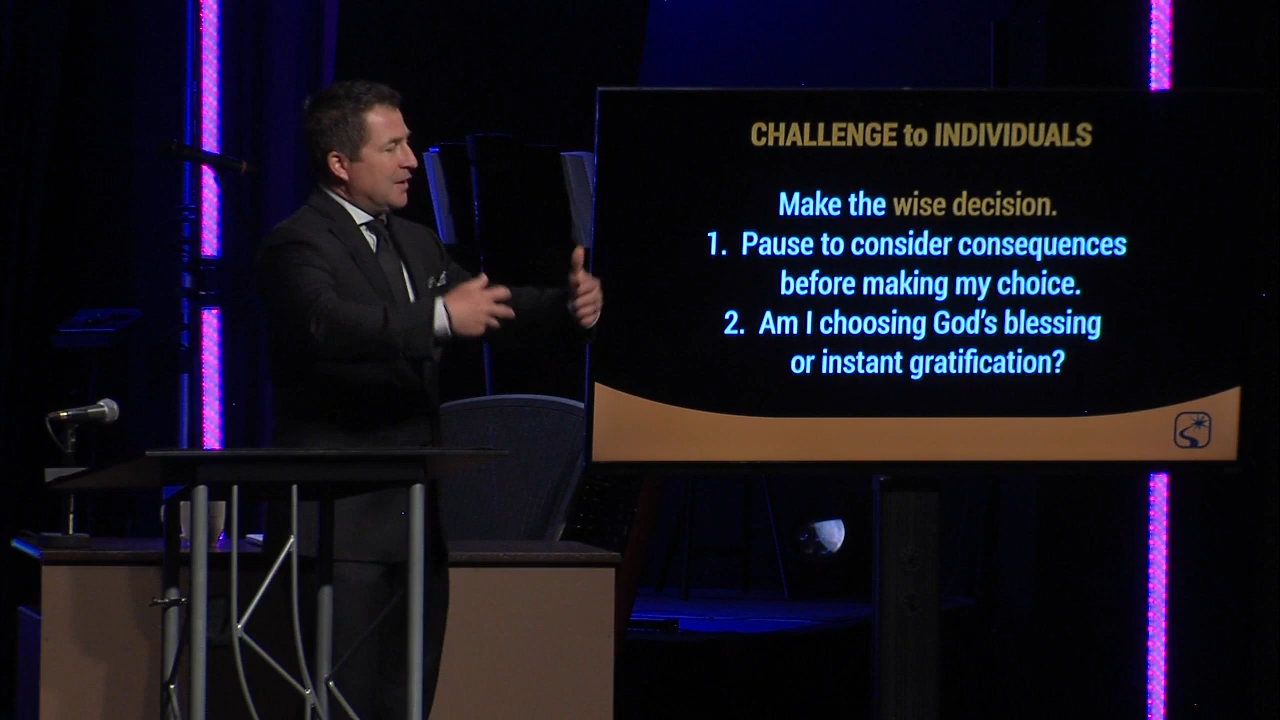 CHALLENGE to INDIVIDUALS
Make the wise decision.
1. Pause to consider consequences
before making my choice.
2. Am I choosing God's blessing
or instant gratification?